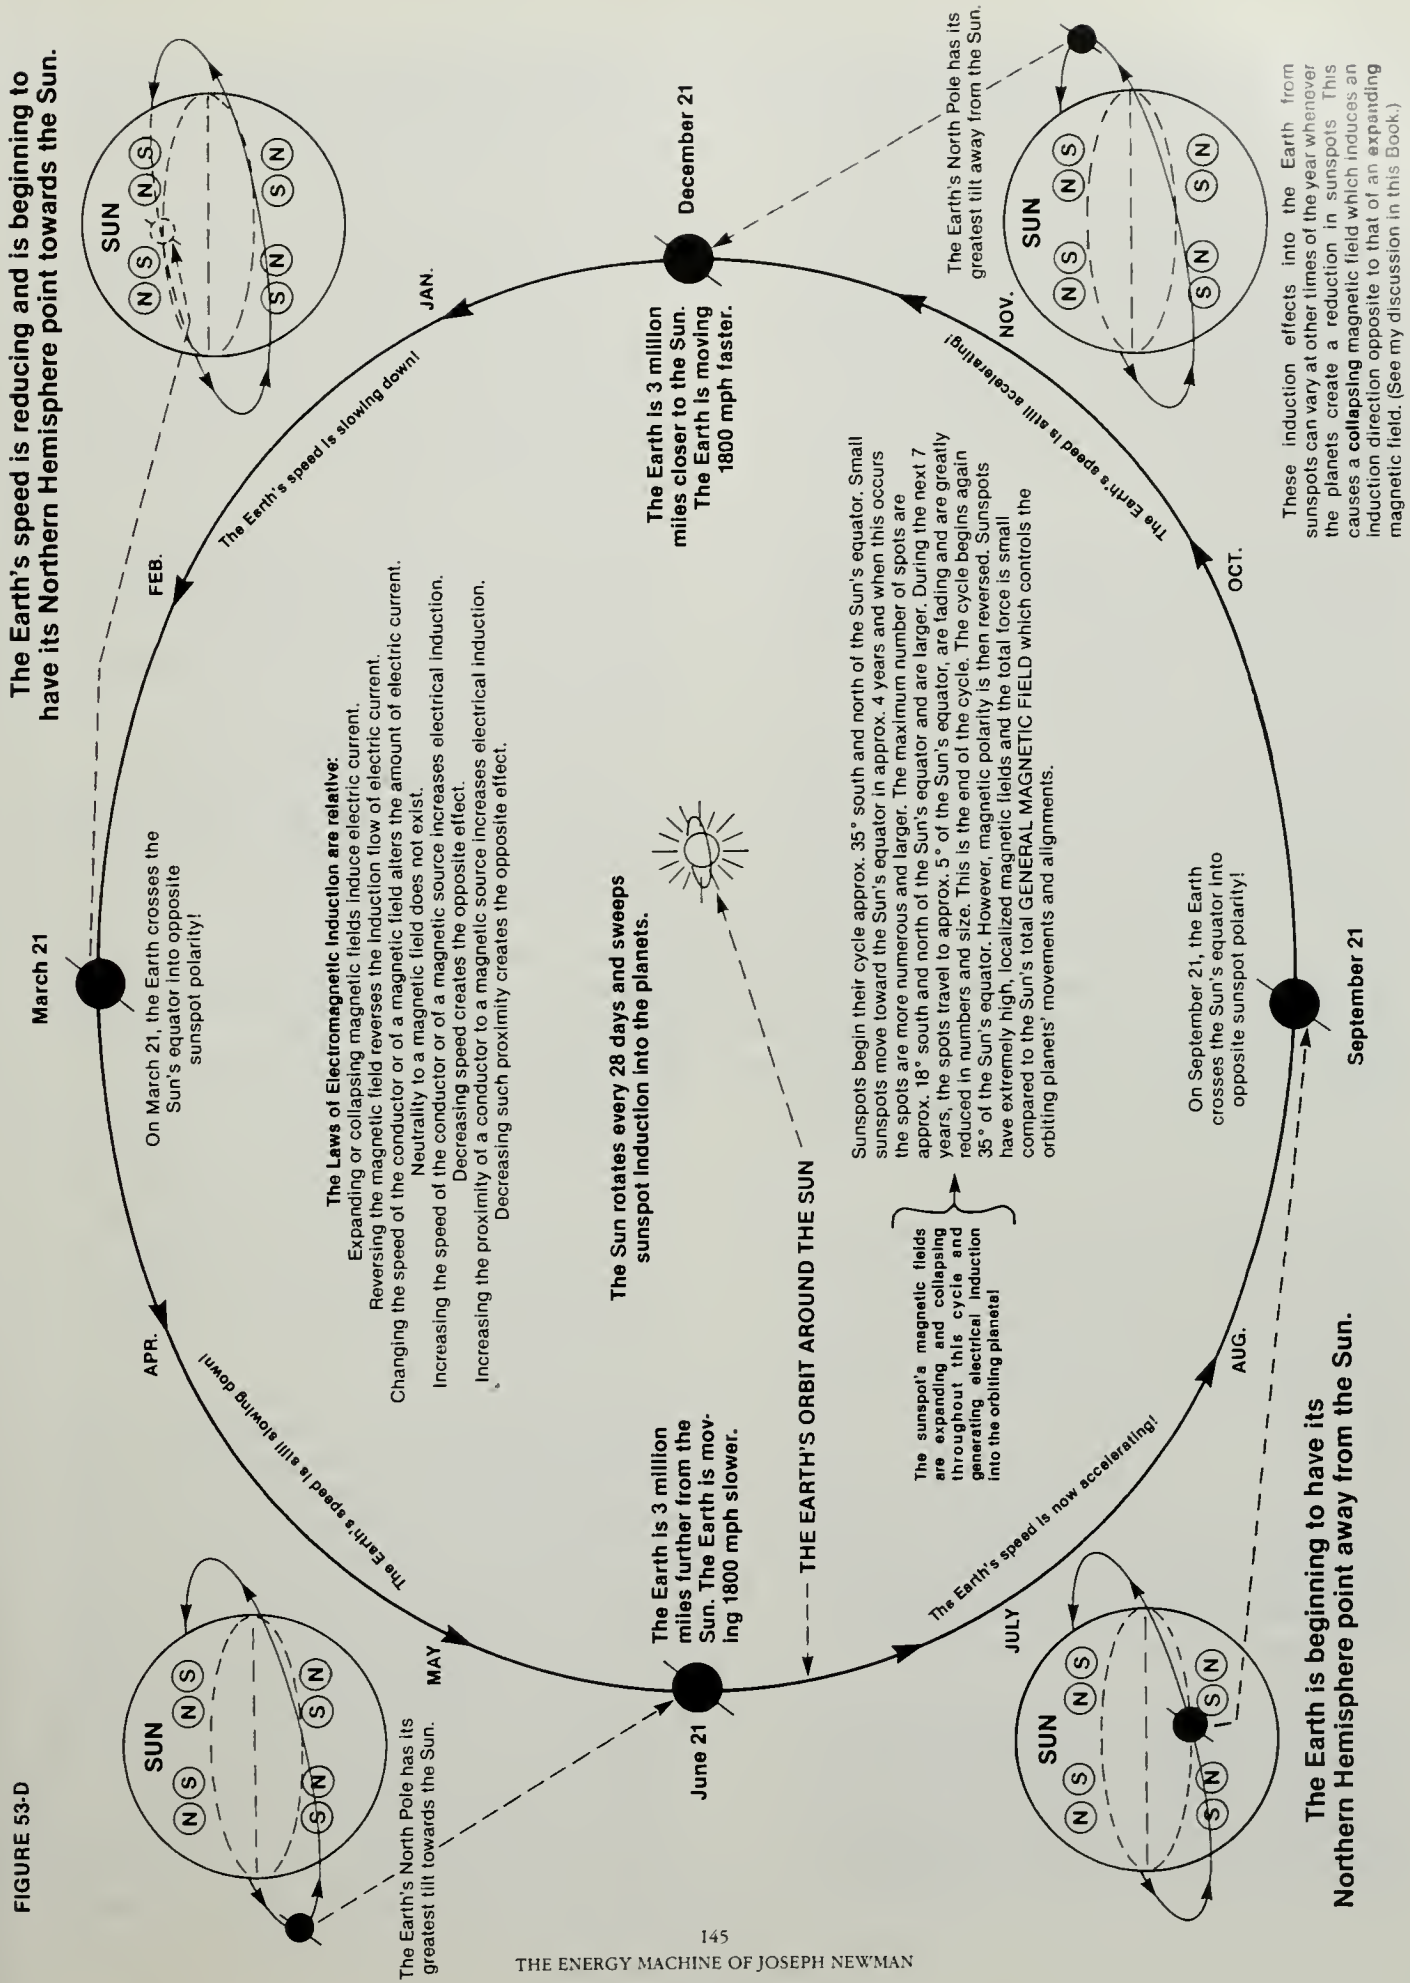 FIGURE 53-D
The Earth's speed is reducing and is beginning to
have its Northern Hemisphere point towards the Sun.
March 21
On March 21, the Earth crosses the
Sun's equator into opposite
sunspot polarity!
SUN
N S N S
S N S N
SUN
N S N S
S N S N
APR.
FEB.
The Earth's speed is still slowing down!
The Earth's speed is slowing down!
MAY
JAN.
The Earth's North Pole has its
greatest tilt towards the Sun.
The Laws of Electromagnetic Induction are relative:
Expanding or collapsing magnetic fields induce electric current.
Reversing the magnetic field reverses the Induction flow of electric current.
Changing the speed of the conductor or of a magnetic field alters the amount of electric current.
Neutrality to a magnetic field does not exist.
Increasing the speed of the conductor or of a magnetic source increases electrical induction.
Decreasing speed creates the opposite effect.
Increasing the proximity of a conductor to a magnetic source increases electrical induction.
Decreasing such proximity creates the opposite effect.
June 21
The Earth is 3 million
miles further from the
Sun. The Earth is mov-
ing 1800 mph slower.
The Sun rotates every 28 days and sweeps
sunspot Induction into the planets.
The Earth is 3 million
miles closer to the Sun.
The Earth is moving
1800 mph faster.
December 21
THE EARTH'S ORBIT AROUND THE SUN
The sunspot's magnetic fields
are expanding and collapsing
throughout this cycle and
generating electrical induction
into the orbiting planets!
Sunspots begin their cycle approx. 35° south and north of the Sun's equator. Small
sunspots move toward the Sun's equator in approx. 4 years and when this occurs
the spots are more numerous and larger. The maximum number of spots are
approx. 18° south and north of the Sun's equator and are larger. During the next 7
years, the spots travel to approx. 5° of the Sun's equator, are fading and are greatly
reduced in numbers and size. This is the end of the cycle. The cycle begins again
35° of the Sun's equator. However, magnetic polarity is then reversed. Sunspots
have extremely high, localized magnetic fields and the total force is small
compared to the Sun's total GENERAL MAGNETIC FIELD which controls the
orbiting planets' movements and alignments.
The Earth's North Pole has its
greatest tilt away from the Sun.
The Earth's speed is now accelerating!
The Earth's speed is still accelerating!
JULY
NOV.
SUN
N S N S
S N S N
SUN
N S N S
S N S N
AUG.
OCT.
On September 21, the Earth
crosses the Sun's equator into
opposite sunspot polarity!
September 21
The Earth is beginning to have its
Northern Hemisphere point away from the Sun.
These induction effects into the Earth from
sunspots can vary at other times of the year whenever
the planets create a reduction in sunspots This
causes a collapsing magnetic field which induces an
induction direction opposite to that of an expanding
magnetic field. (See my discussion in this Book.)
145
THE ENERGY MACHINE OF JOSEPH NEWMAN